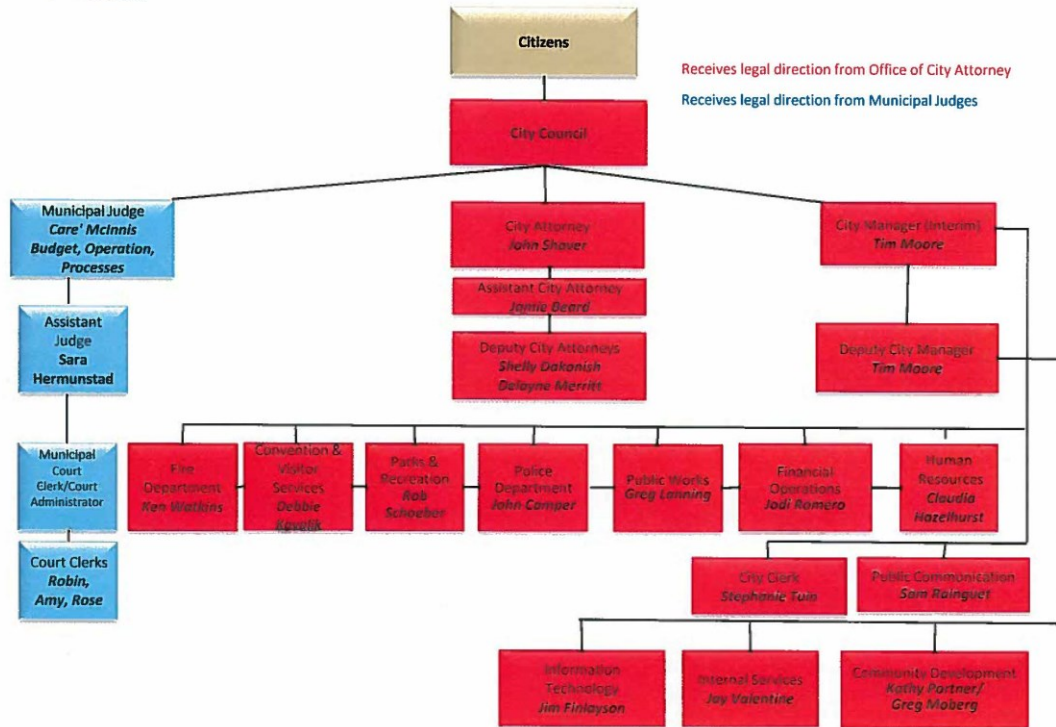 Citizens
Receives legal direction from Office of City Attorney
Receives legal direction from Municipal Judges
City Council
Municipal Judge
Care' McInnis
Budget, Operation,
Processes
City Attorney
John Shaver
City Manager (Interim)
Tim Moore
Assistant City Attorney
Jamie Beard
Assistant
Judge
Sara
Hermunstad
Deputy City Attorneys
Shelly Dakonish
Delayne Merritt
Deputy City Manager
Tim Moore
Municipal
Court
Clerk/Court
Administrator
Fire
Department
Ken Watkins
Convention &
Visitor
Services
Debbie
Kovalik
Parks &
Recreation
Rob
Schoeber
Police
Department
John Camper
Public Works
Greg Lanning
Financial
Operations
Jodi Romero
Human
Resources
Claudia
Hazelhurst
Court Clerks
Robin,
Amy, Rose
City Clerk
Stephanie Tuin
Public Communication
Sam Rainguet
Information
Technology
Jim Finlayson
Internal Services
Jay Valentine
Community Development
Kathy Portner/
Greg Moberg